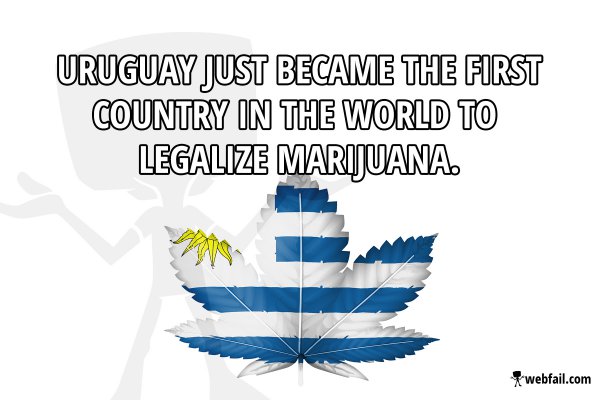 URUGUAY JUST BECAME THE FIRST
COUNTRY IN THE WORLD TO
LEGALIZE MARIJUANA.
webfail.com